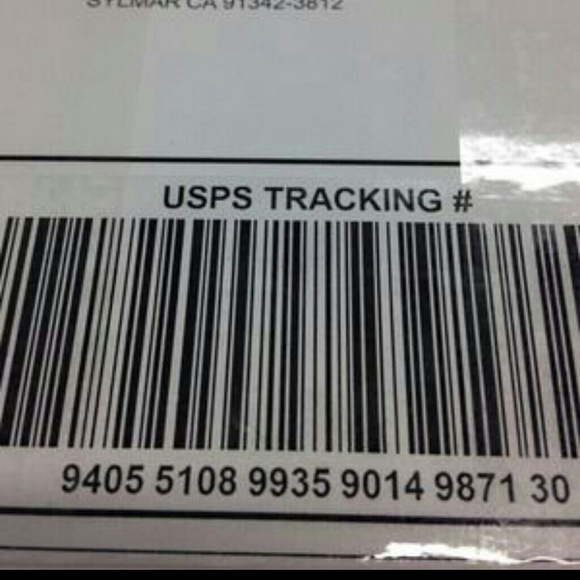 SYLMAR CA 91342-3812
USPS TRACKING #
9405 5108 9935 9014 9871 30